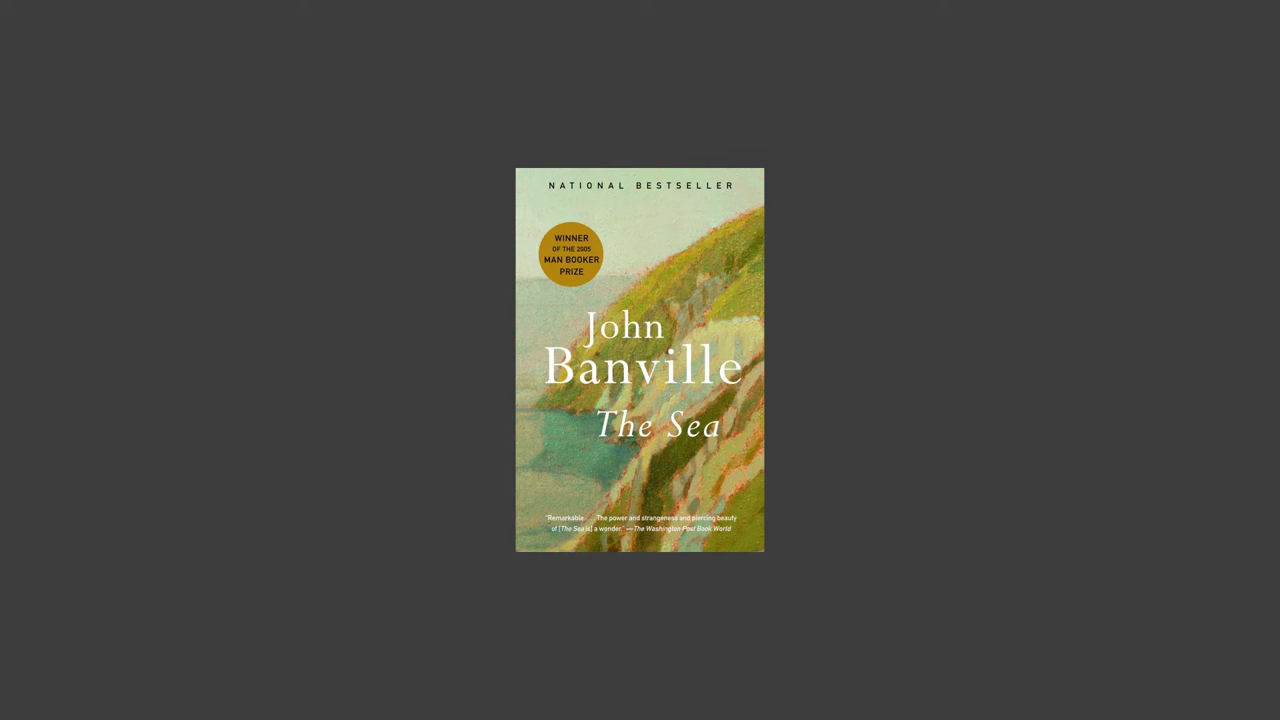 NATIONAL BESTSELLER
WINNER
OF THE 2005
MAN BOOKER
PRIZE
John
Banville
The Sea
"Remarkable. . . . The power and strangeness and piercing beauty
of [The Sea is] a wonder." —The Washington Post Book World